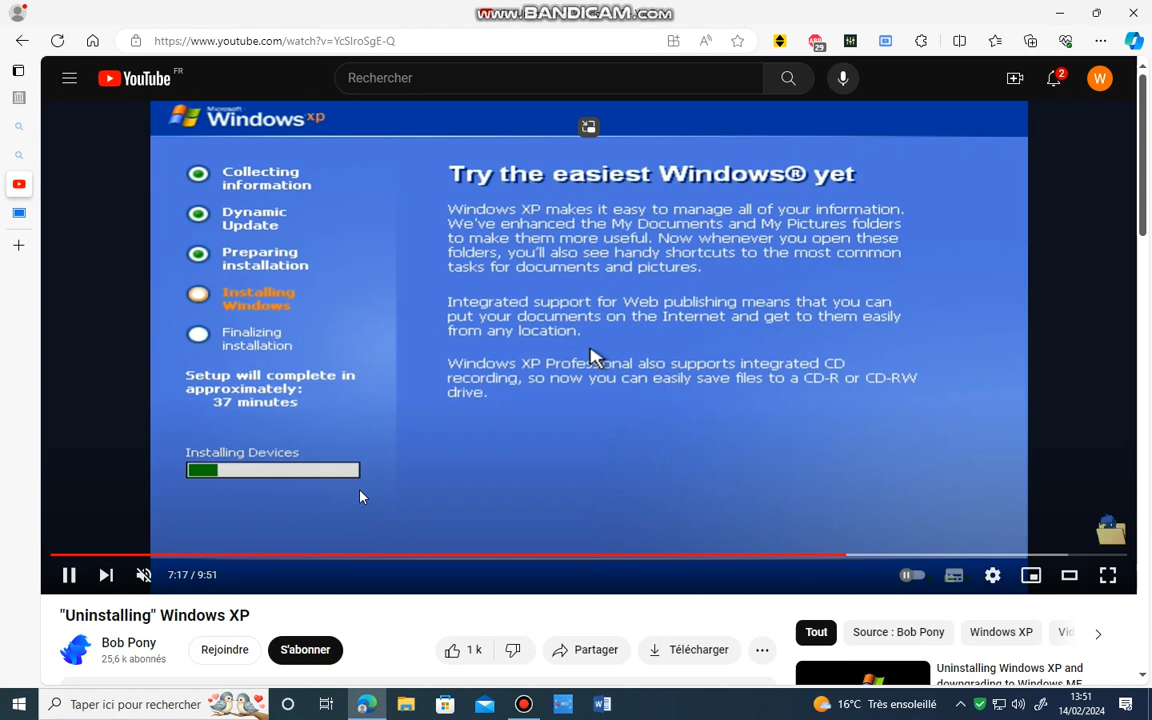 www.BANDICAM.com
https://www.youtube.com/watch?v=YcSIroSgE-Q
29
YouTube FR
Rechercher
2
W
Microsoft
Windows xp
Collecting
information
Dynamic
Update
Preparing
installation
Installing
Windows
Finalizing
installation
Setup will complete in
approximately:
37 minutes
Installing Devices
Try the easiest Windows® yet
Windows XP makes it easy to manage all of your information.
We've enhanced the My Documents and My Pictures folders
to make them more useful. Now whenever you open these
folders, you'll also see handy shortcuts to the most common
tasks for documents and pictures.
Integrated support for Web publishing means that you can
put your documents on the Internet and get to them easily
from any location.
Windows XP Professional also supports integrated CD
recording, so now you can easily save files to a CD-R or CD-RW
drive.
7:17 / 9:51
"Uninstalling" Windows XP
Bob Pony
25,6 k abonnés
Rejoindre
S'abonner
1 k
Partager
Télécharger
Tout
Source : Bob Pony
Windows XP
Vid
Uninstalling Windows XP and
downgrading to Windows ME
Taper ici pour rechercher
16°C Très ensoleillé
13:51
14/02/2024